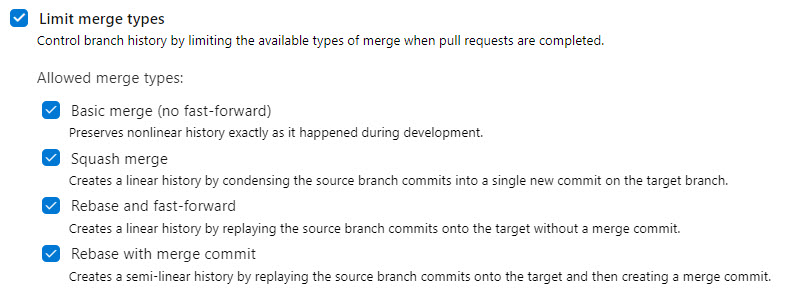 Limit merge types
Control branch history by limiting the available types of merge when pull requests are completed.
Allowed merge types:
Basic merge (no fast-forward)
Preserves nonlinear history exactly as it happened during development.
Squash merge
Creates a linear history by condensing the source branch commits into a single new commit on the target branch.
Rebase and fast-forward
Creates a linear history by replaying the source branch commits onto the target without a merge commit.
Rebase with merge commit
Creates a semi-linear history by replaying the source branch commits onto the target and then creating a merge commit.